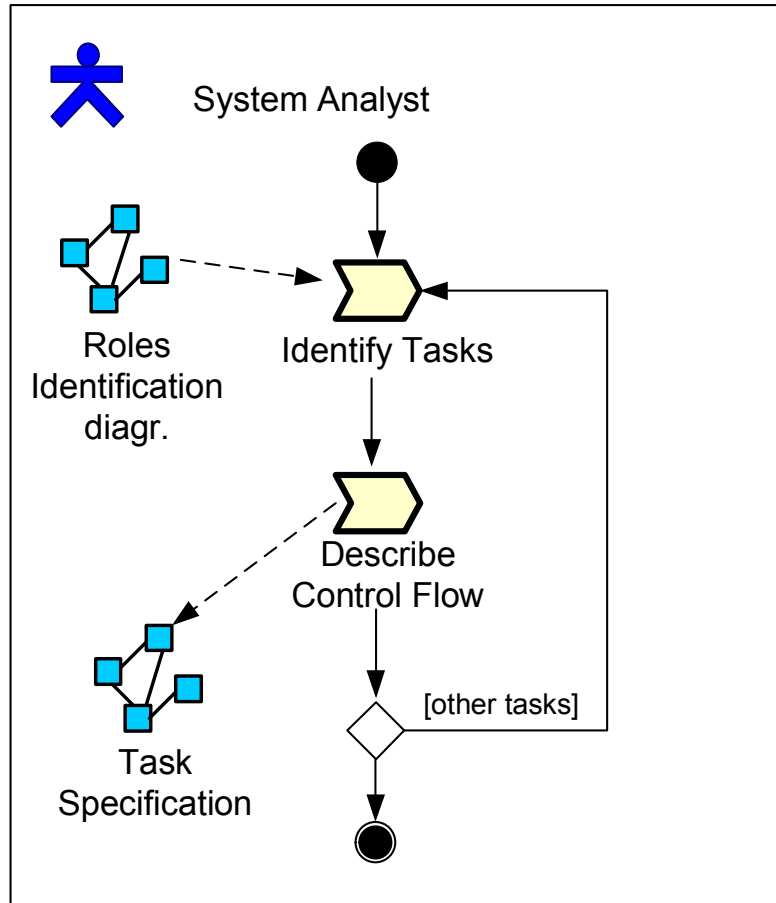 System Analyst
Roles
Identification
diagr.
Identify Tasks
Describe
Control Flow
[other tasks]
Task
Specification